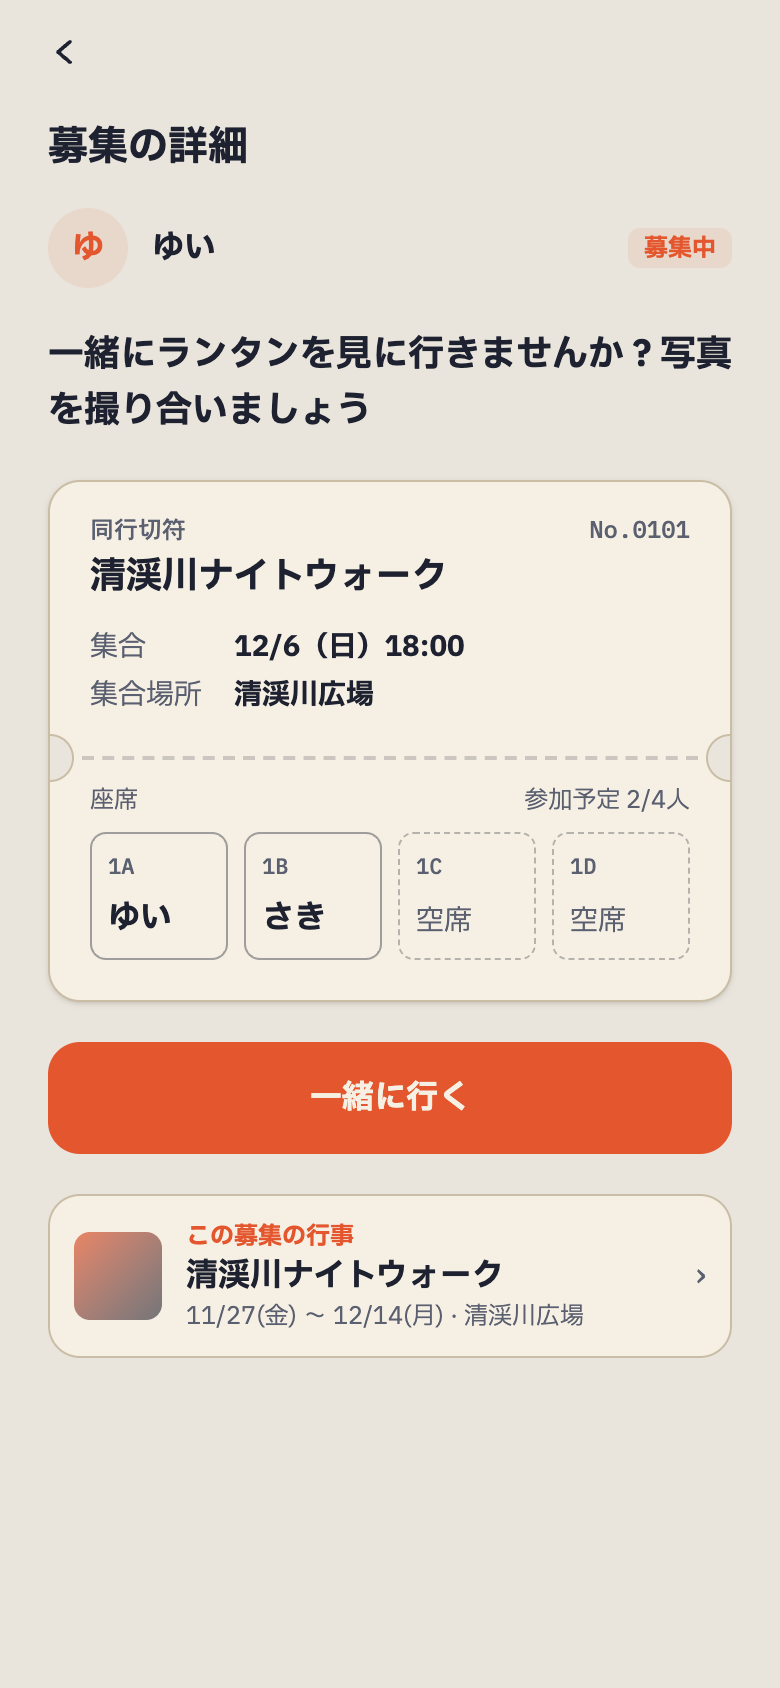 募集の詳細
ゆ ゆい 募集中
一緒にランタンを見に行きませんか？写真
を撮り合いましょう
同行切符 No.0101
清渓川ナイトウォーク
集合 12/6（日）18:00
集合場所 清渓川広場
座席 参加予定 2/4人
1A 1B 1C 1D
ゆい さき 空席 空席
一緒に行く
この募集の行事
清渓川ナイトウォーク
11/27(金) ～ 12/14(月) · 清渓川広場